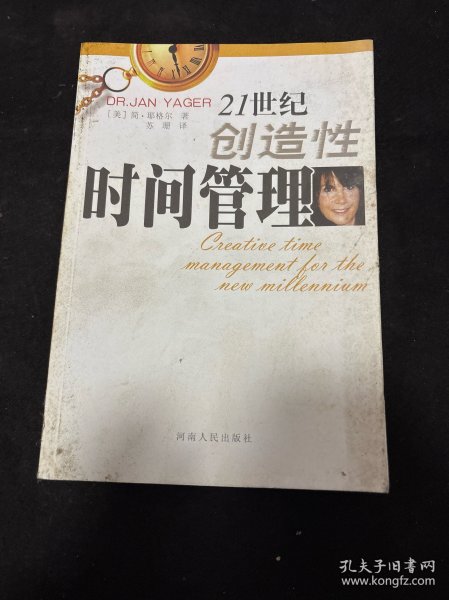 DR.JAN YAGER
[美]简·耶格尔 著
苏珊 译
21世纪
创造性
时间管理
Creative time
management for the
new millennium
河南人民出版社
孔夫子旧书网
www.kongfz.com